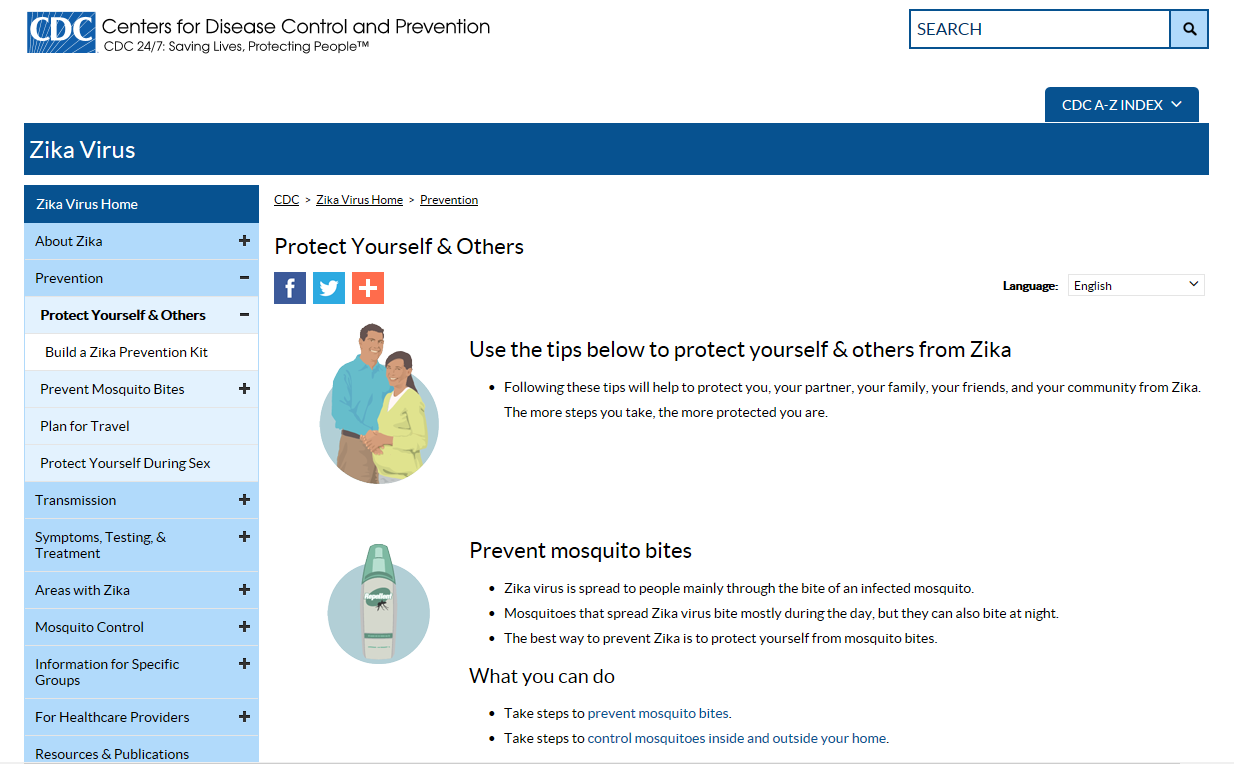 CDC
Centers for Disease Control and Prevention
CDC 24/7: Saving Lives, Protecting People™
SEARCH
CDC A-Z INDEX
Zika Virus
Zika Virus Home
About Zika
Prevention
Protect Yourself & Others
Build a Zika Prevention Kit
Prevent Mosquito Bites
Plan for Travel
Protect Yourself During Sex
Transmission
Symptoms, Testing, &
Treatment
Areas with Zika
Mosquito Control
Information for Specific
Groups
For Healthcare Providers
Resources & Publications
CDC > Zika Virus Home > Prevention
Protect Yourself & Others
Language: English
Use the tips below to protect yourself & others from Zika
• Following these tips will help to protect you, your partner, your family, your friends, and your community from Zika.
The more steps you take, the more protected you are.
Repellent
Prevent mosquito bites
• Zika virus is spread to people mainly through the bite of an infected mosquito.
• Mosquitoes that spread Zika virus bite mostly during the day, but they can also bite at night.
• The best way to prevent Zika is to protect yourself from mosquito bites.
What you can do
• Take steps to prevent mosquito bites.
• Take steps to control mosquitoes inside and outside your home.